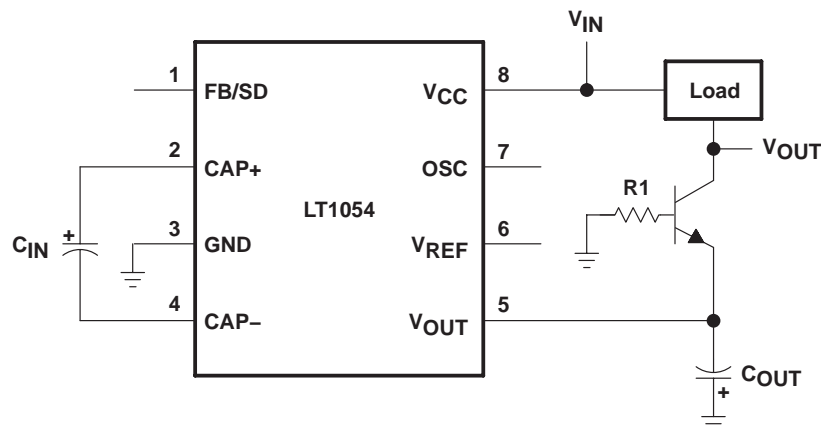 VIN
1
FB/SD
VCC
8
Load
2
CAP+
OSC
7
VOUT
LT1054
R1
CIN
+
3
GND
VREF
6
4
CAP−
VOUT
5
COUT
+